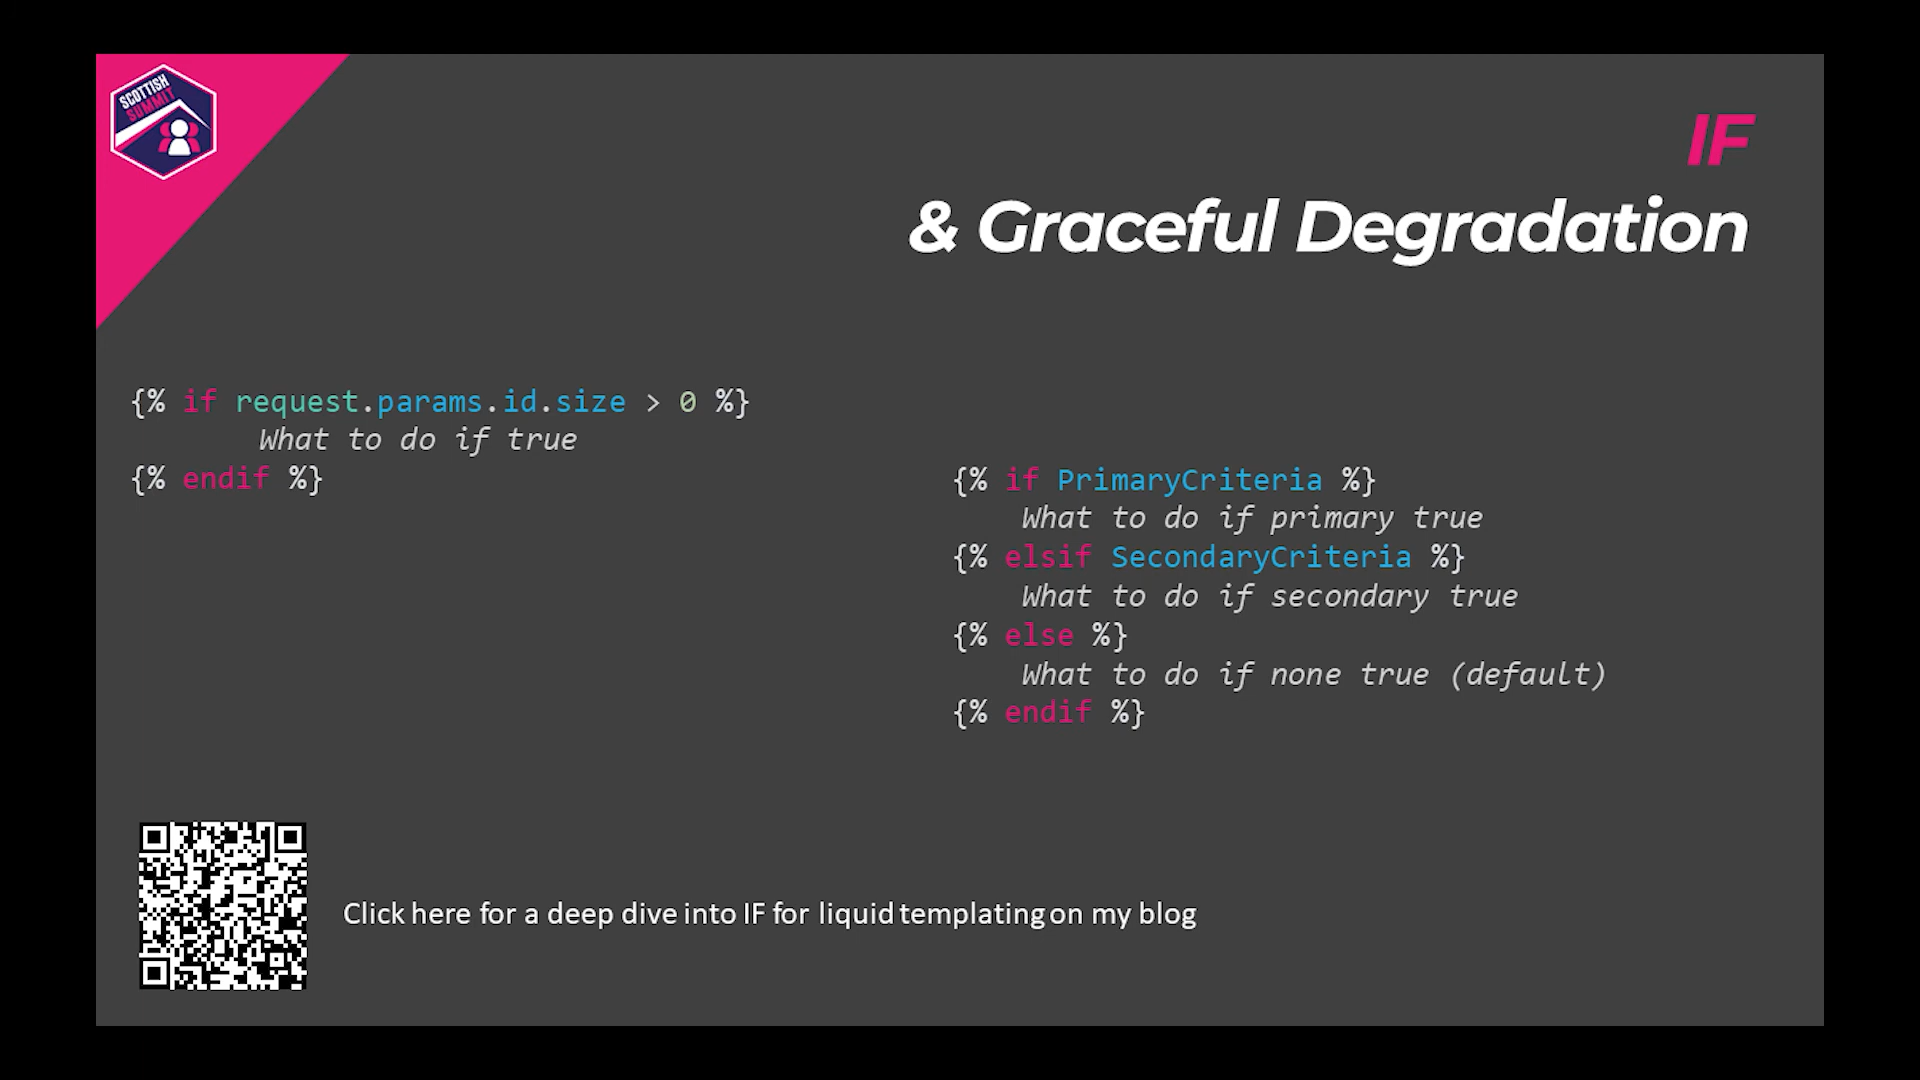 SCOTTISH
SUMMIT
IF
& Graceful Degradation
{% if request.params.id.size > 0 %}
What to do if true
{% endif %}
{% if PrimaryCriteria %}
What to do if primary true
{% elsif SecondaryCriteria %}
What to do if secondary true
{% else %}
What to do if none true (default)
{% endif %}
Click here for a deep dive into IF for liquid templating on my blog